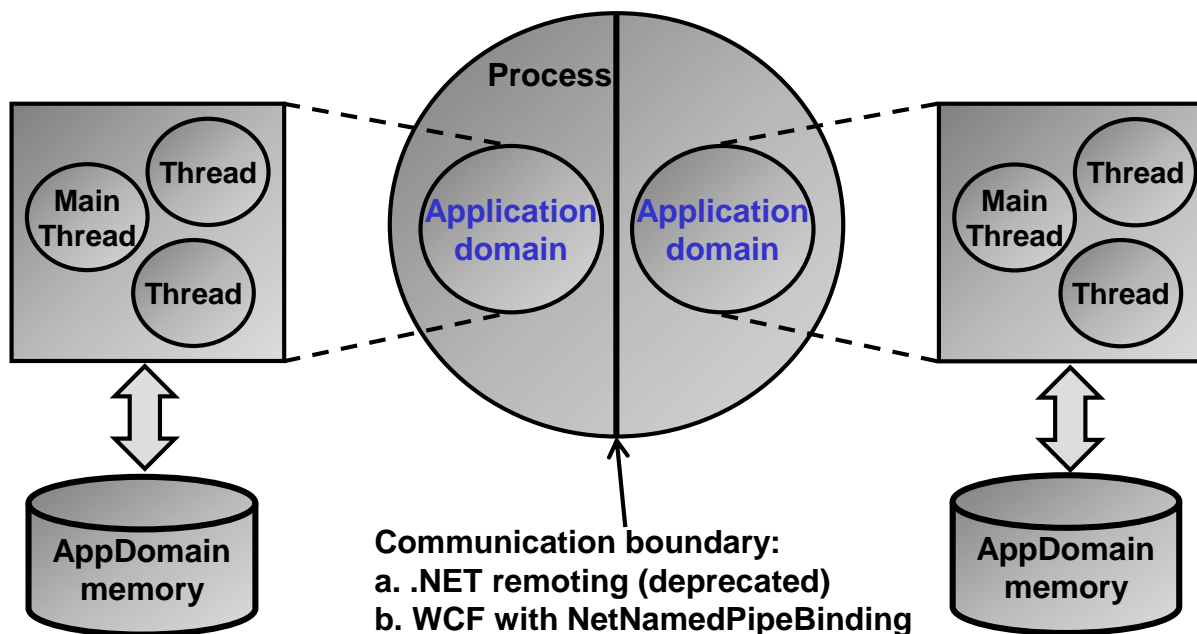 Process
Thread
Main
Thread
Thread
Application
domain
Application
domain
Thread
Main
Thread
Thread
AppDomain
memory
Communication boundary:
a. .NET remoting (deprecated)
b. WCF with NetNamedPipeBinding
AppDomain
memory